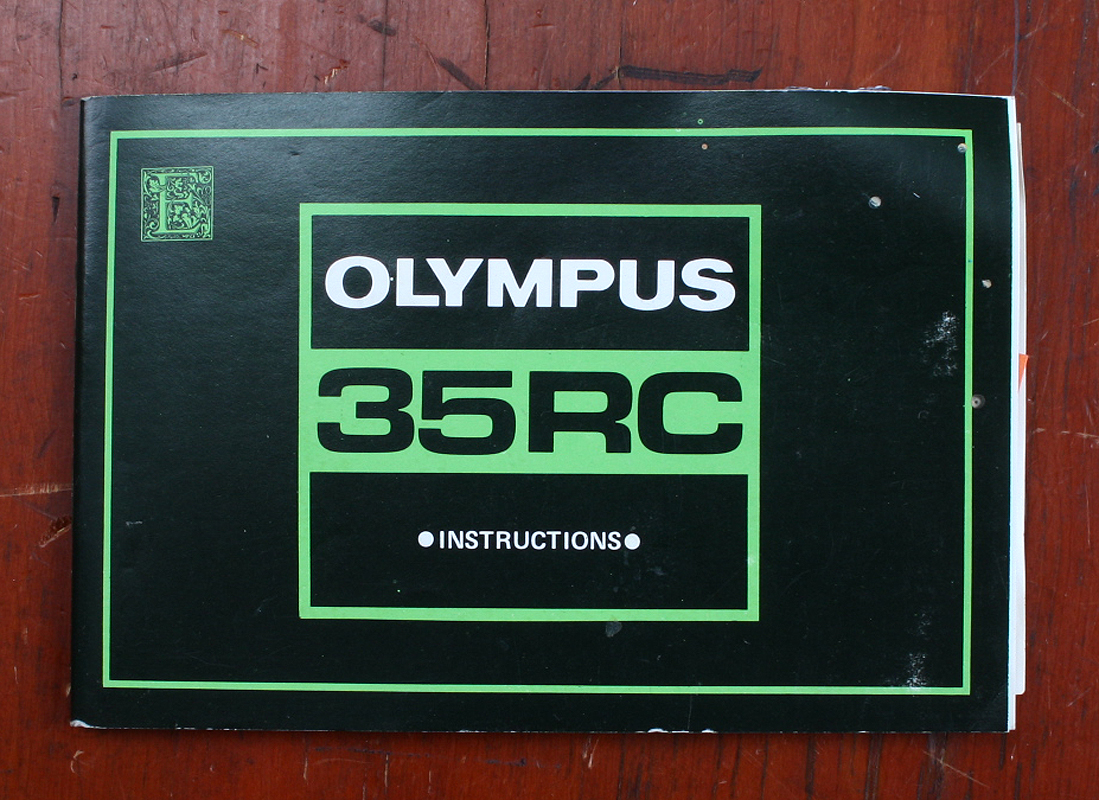 E
OLYMPUS
35RC
●INSTRUCTIONS●